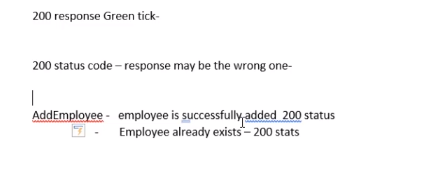 200 response Green tick-
200 status code – response may be the wrong one-
AddEmployee - employee is successfully added 200 status
- Employee already exists – 200 stats